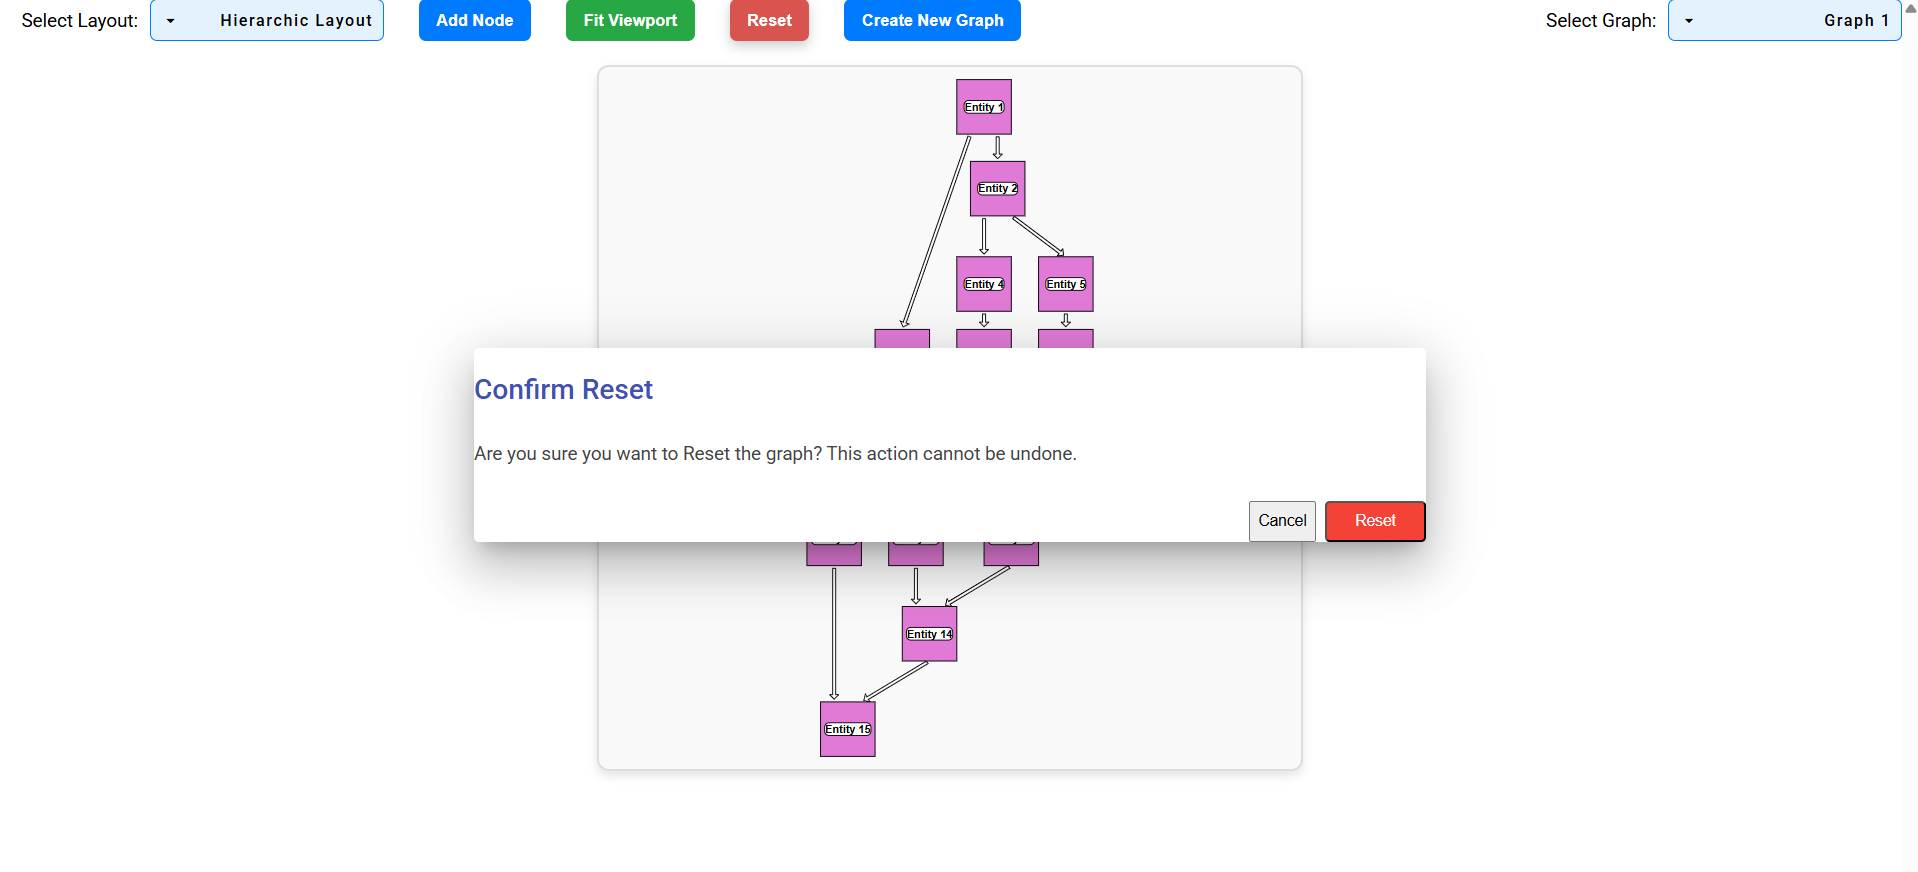 Select Layout: Hierarchic Layout Add Node Fit Viewport Reset Create New Graph Select Graph: Graph 1
Entity 1
Entity 2
Entity 4 Entity 5
Confirm Reset
Are you sure you want to Reset the graph? This action cannot be undone.
Cancel Reset
Entity 14
Entity 15